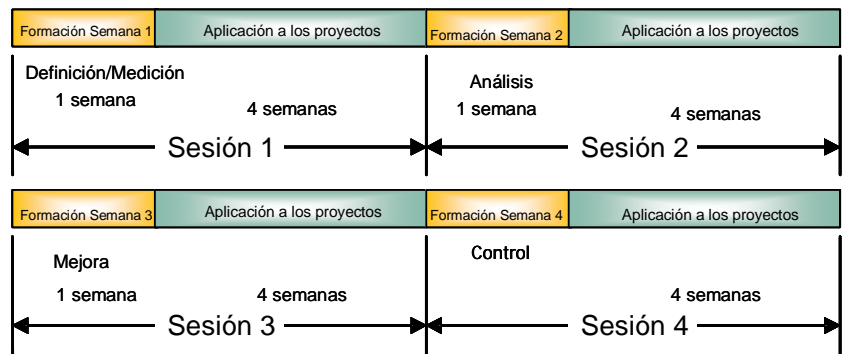 Formación Semana 1
Aplicación a los proyectos
Formación Semana 2
Aplicación a los proyectos
Definición/Medición
1 semana
4 semanas
Análisis
1 semana
4 semanas
Sesión 1
Sesión 2
Formación Semana 3
Aplicación a los proyectos
Formación Semana 4
Aplicación a los proyectos
Mejora
1 semana
4 semanas
Control
4 semanas
Sesión 3
Sesión 4